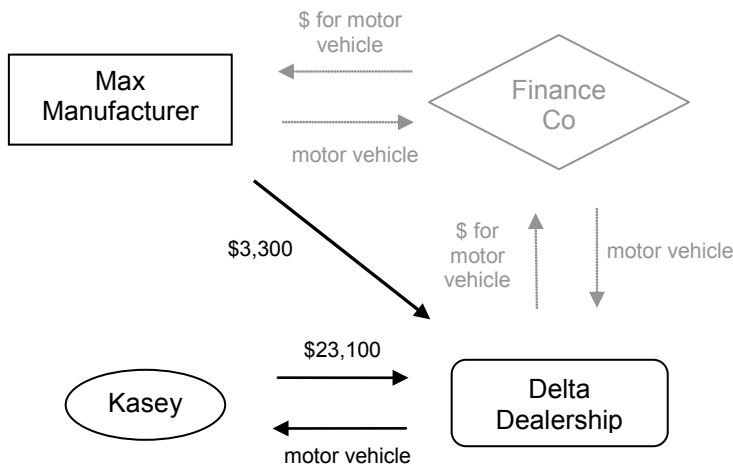 $ for motor
vehicle
Max
Manufacturer
Finance
Co
motor vehicle
$3,300
$ for
motor
vehicle
motor vehicle
$23,100
Kasey
Delta
Dealership
motor vehicle